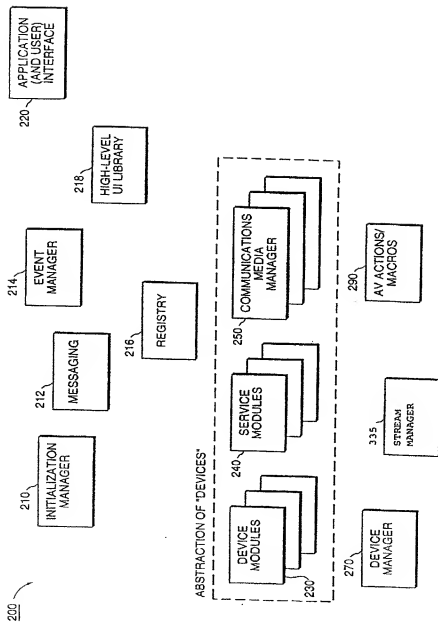 200
210
INITIALIZATION
MANAGER
212
MESSAGING
214
EVENT
MANAGER
216
REGISTRY
218
HIGH-LEVEL
UI LIBRARY
220
APPLICATION
(AND USER)
INTERFACE
ABSTRACTION OF "DEVICES"
DEVICE
MODULES
230
SERVICE
MODULES
240
COMMUNICATIONS
MEDIA
MANAGER
250
DEVICE
MANAGER
270
335
STREAM
MANAGER
290
AV ACTIONS/
MACROS